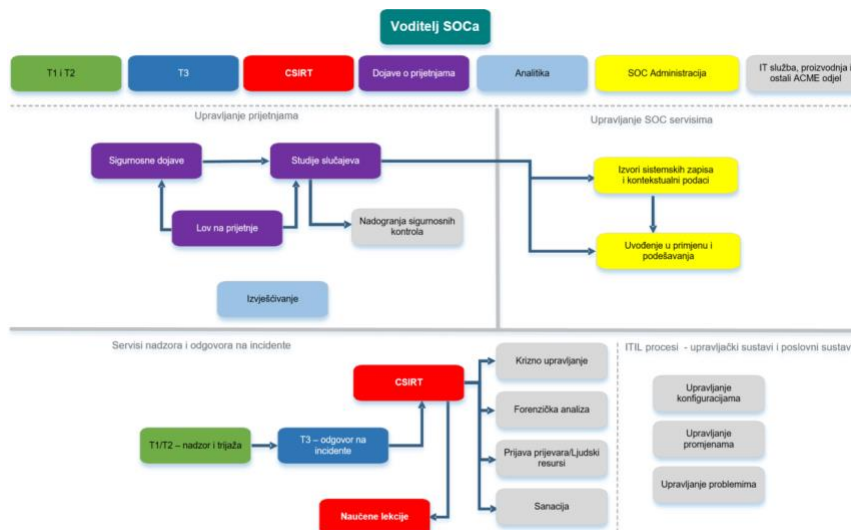 Voditelj SOCa
T1 i T2
T3
CSIRT
Dojave o prijetnjama
Analitika
SOC Administracija
IT služba, proizvodnja i
ostali ACME odjel
Upravljanje prijetnjama
Upravljanje SOC servisima
Sigurnosne dojave
Studije slučajeva
Izvori sistemskih zapisa
i kontekstualni podaci
Lov na prijetnje
Nadogranja sigurnosnih
kontrola
Uvođenje u primjenu i
podešavanja
Izvješćivanje
Servisi nadzora i odgovora na incidente
ITIL procesi - upravljački sustavi i poslovni sustav
Krizno upravljanje
CSIRT
Upravljanje
konfiguracijama
Forenzička analiza
T1/T2 – nadzor i trijaža
T3 – odgovor na
incidente
Upravljanje
promjenama
Prijava prijevara/Ljudski
resursi
Upravljanje problemima
Naučene lekcije
Sanacija